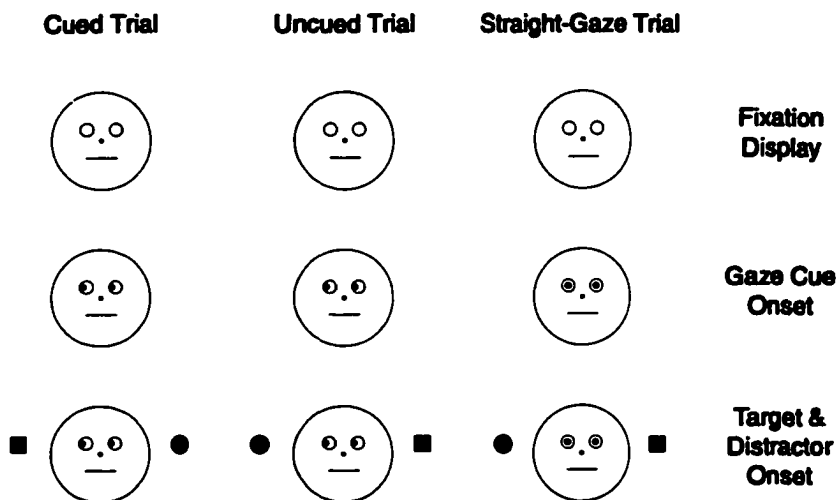 Cued Trial Uncued Trial Straight-Gaze Trial
Fixation
Display
Gaze Cue
Onset
Target &
Distractor
Onset